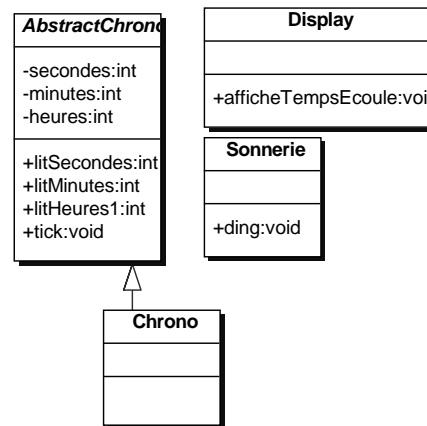 AbstractChrono
-secondes:int
-minutes:int
-heures:int
+litSecondes:int
+litMinutes:int
+litHeures1:int
+tick:void
Display
+afficheTempsEcoule:voi
Sonnerie
+ding:void
Chrono